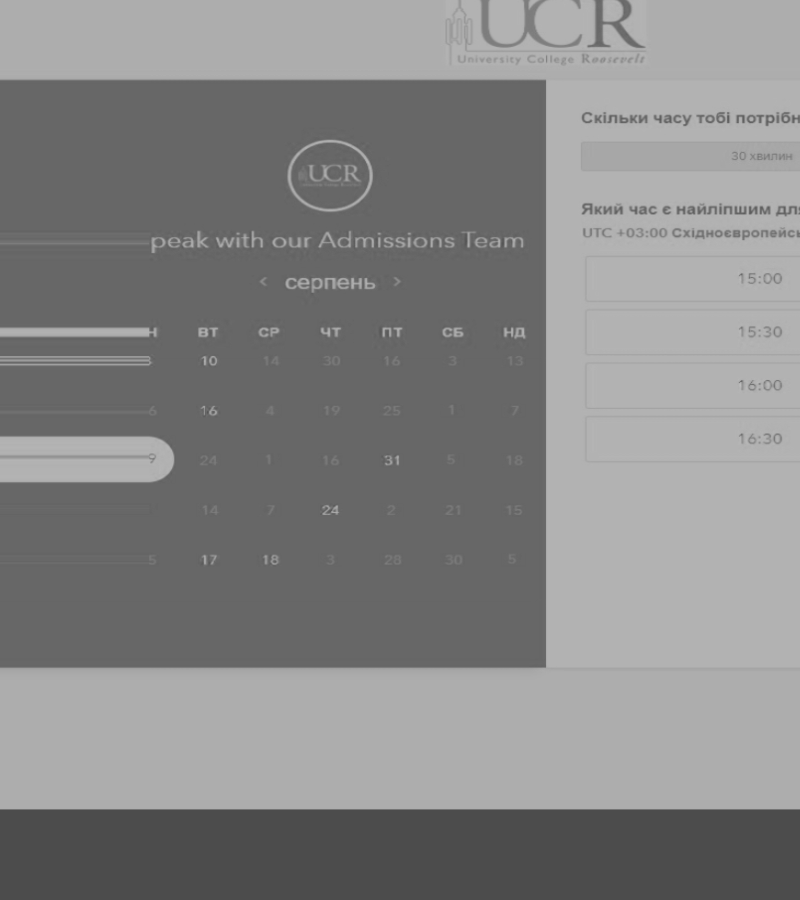 UCR
University College Roosevelt
UCR
peak with our Admissions Team
< серпень >
Н ВТ СР ЧТ ПТ СБ НД
10 14 30 16 3 13
6 16 4 19 25 1 7
9 24 1 16 31 5 18
14 7 24 2 21 15
5 17 18 3 28 30 5
Скільки часу тобі потрібн
30 хвилин
Який час є найліпшим для
UTC +03:00 Східноєвропейсь
15:00
15:30
16:00
16:30